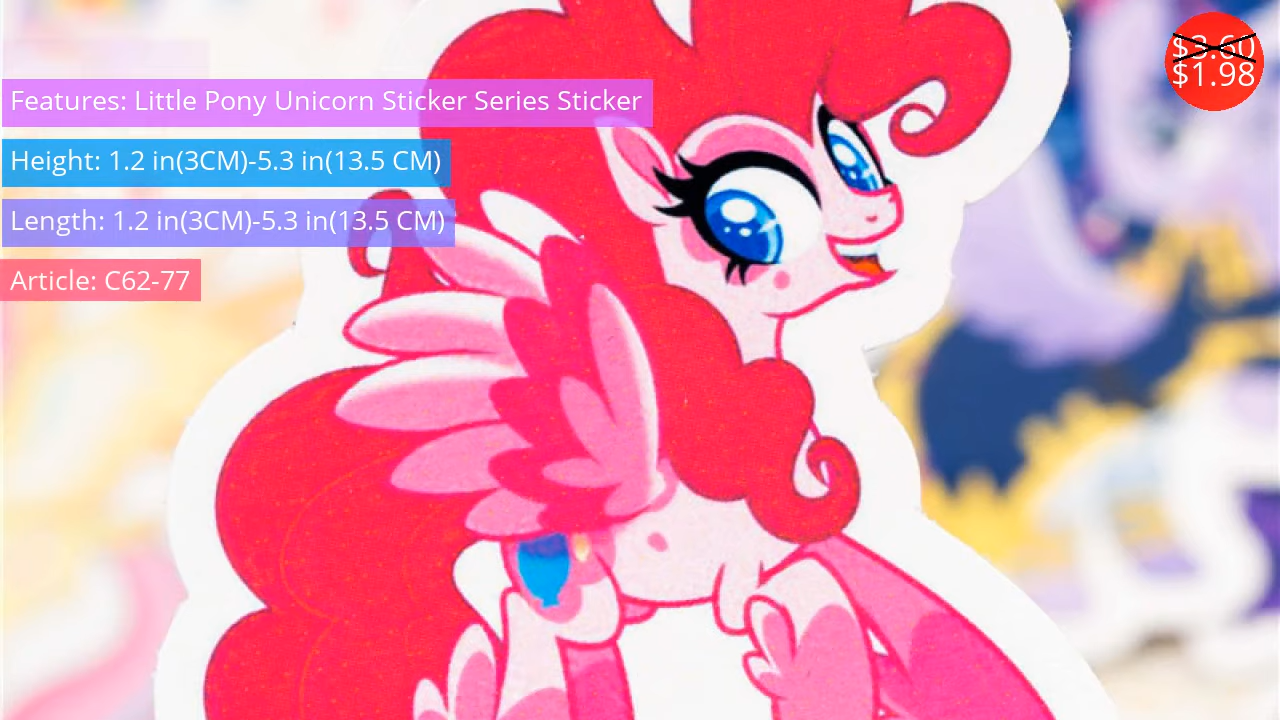 Features: Little Pony Unicorn Sticker Series Sticker
Height: 1.2 in(3CM)-5.3 in(13.5 CM)
Length: 1.2 in(3CM)-5.3 in(13.5 CM)
Article: C62-77
$3.60
$1.98